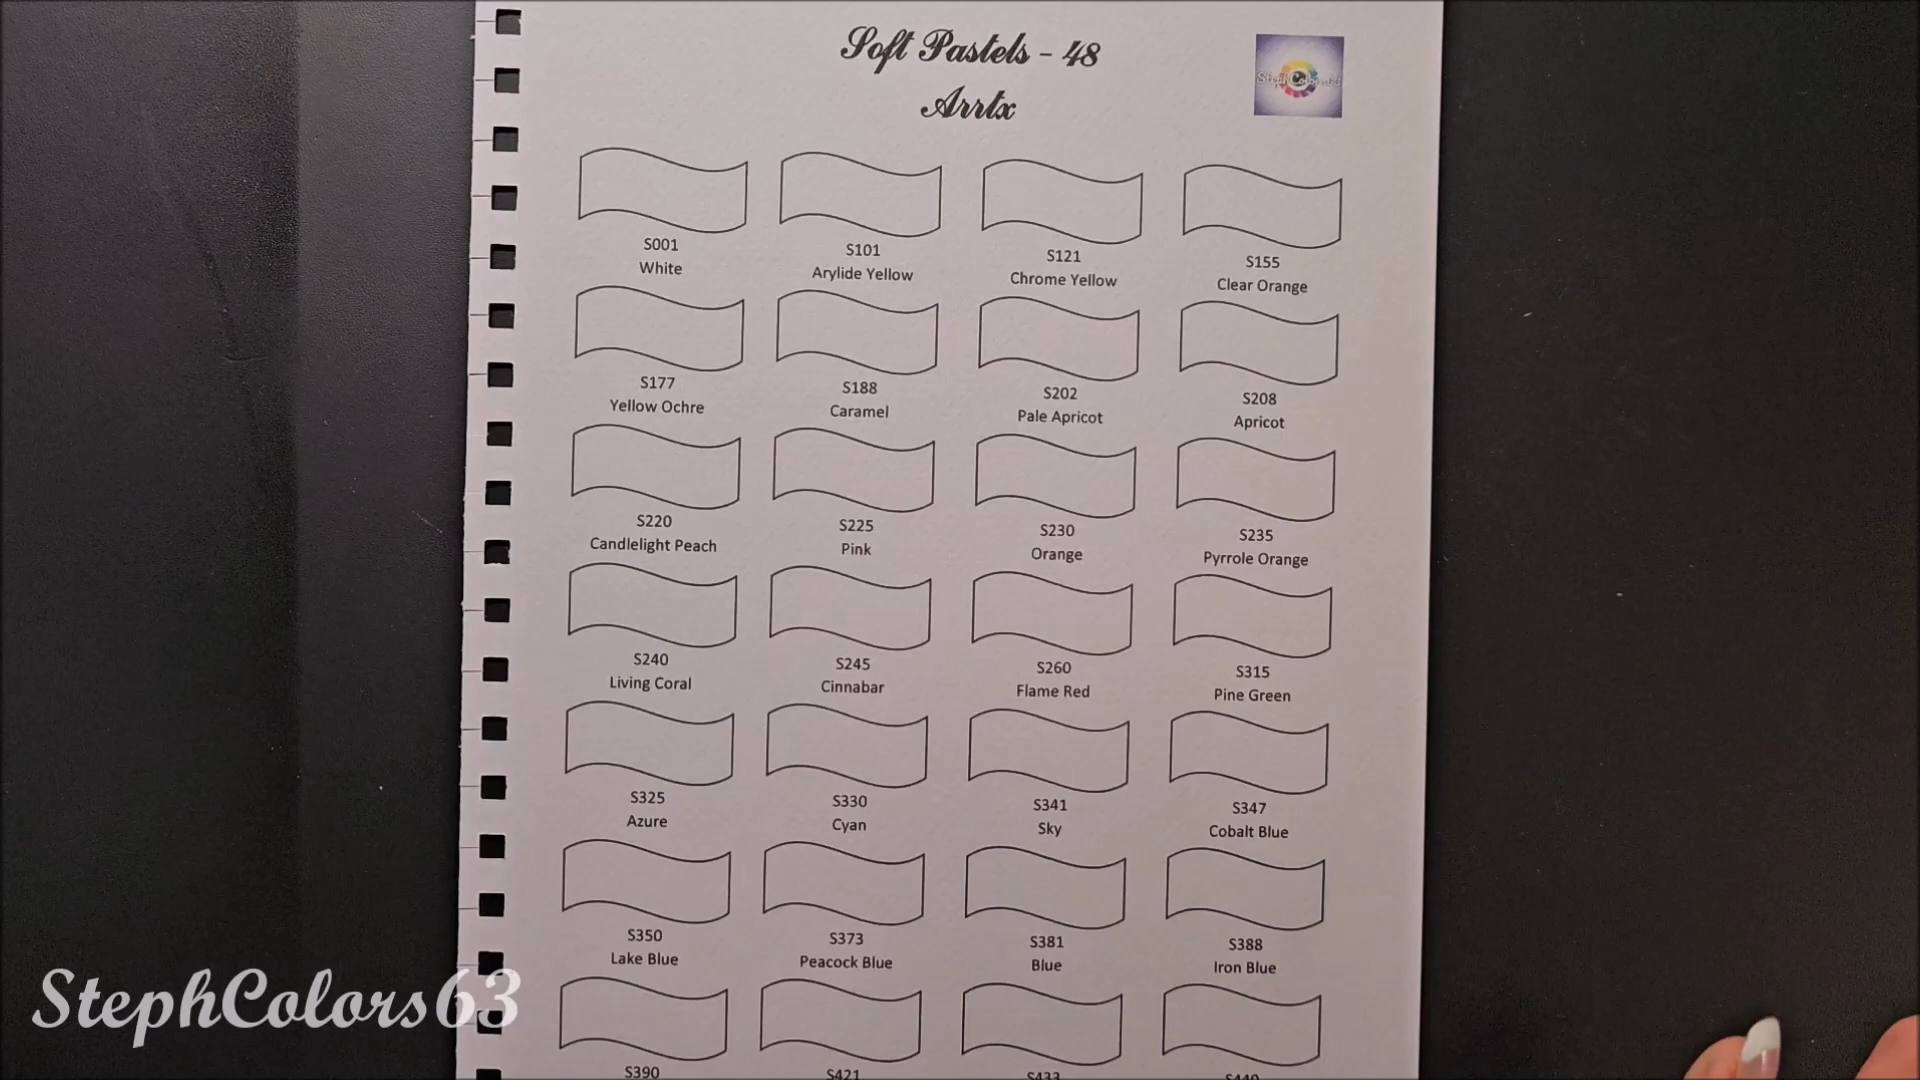 Soft Pastels - 48
Arrtx
StephColors63
S001 S101 S121 S155
White Arylide Yellow Chrome Yellow Clear Orange
S177 S188 S202 S208
Yellow Ochre Caramel Pale Apricot Apricot
S220 S225 S230 S235
Candlelight Peach Pink Orange Pyrrole Orange
S240 S245 S260 S315
Living Coral Cinnabar Flame Red Pine Green
S325 S330 S341 S347
Azure Cyan Sky Cobalt Blue
S350 S373 S381 S388
Lake Blue Peacock Blue Blue Iron Blue
S390 S421 S433
StephColors63